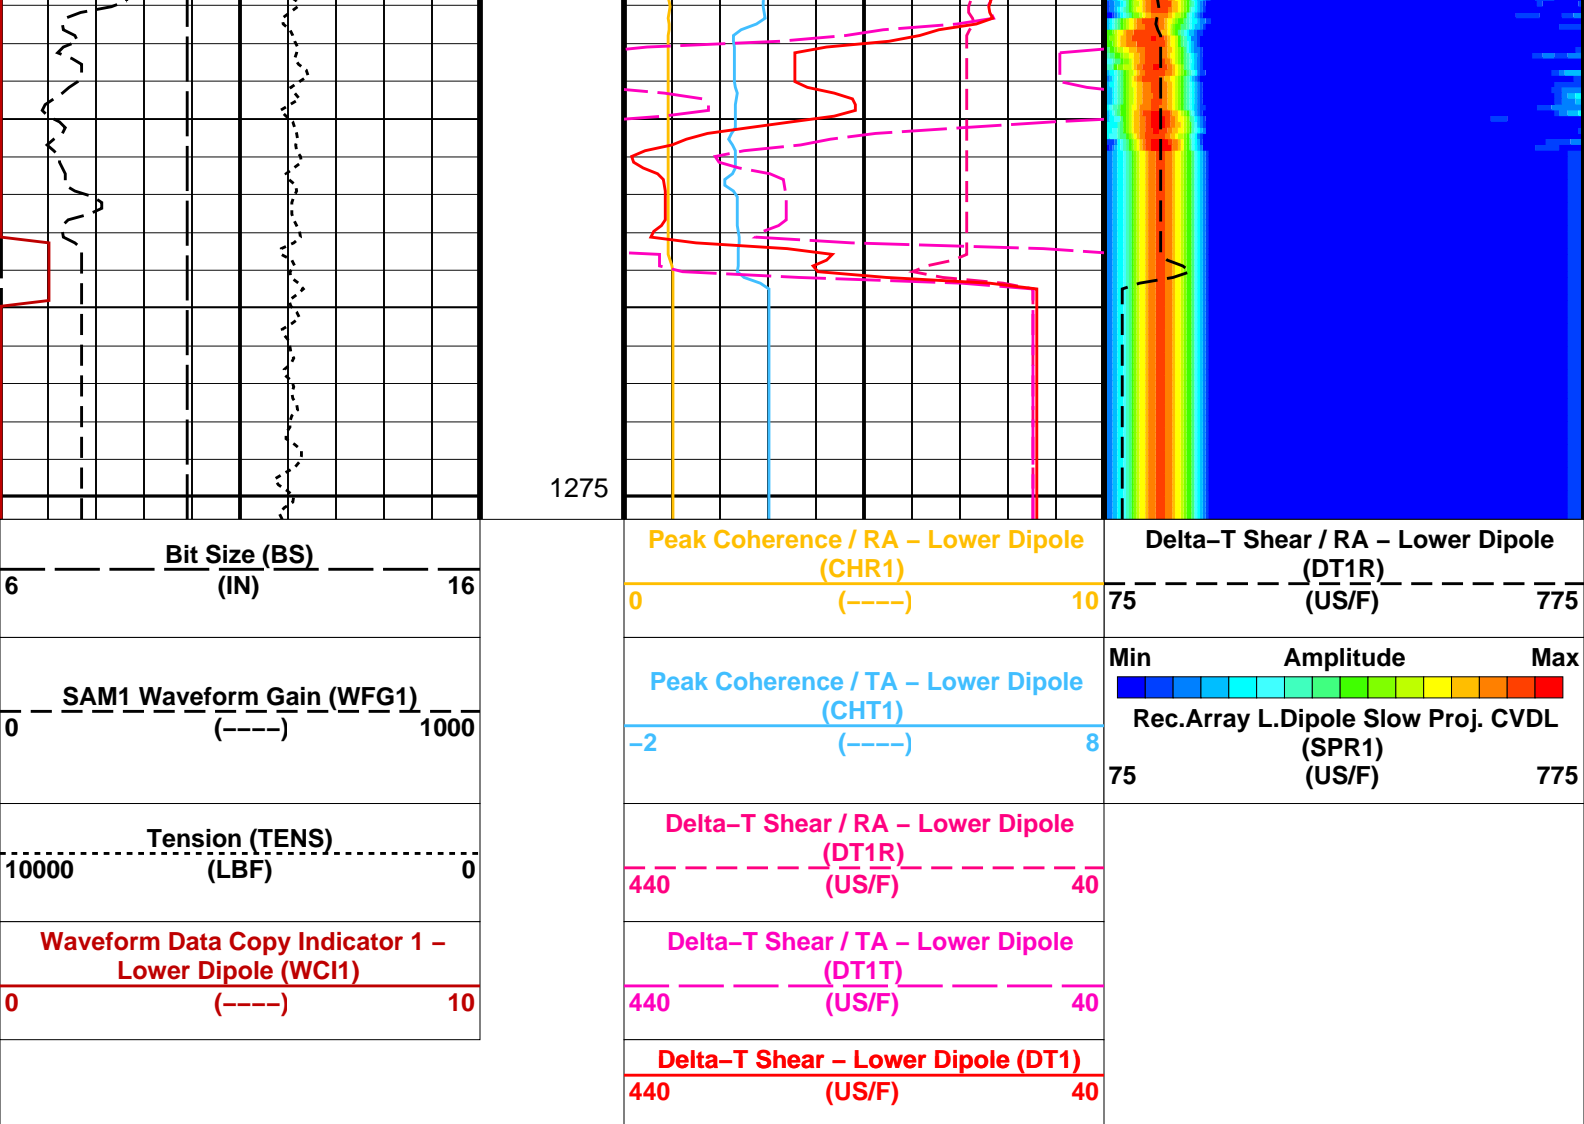 1275
Bit Size (BS)
6 (IN) 16
SAM1 Waveform Gain (WFG1)
0 (−−−−) 1000
Tension (TENS)
10000 (LBF) 0
Waveform Data Copy Indicator 1 −
Lower Dipole (WCI1)
0 (−−−−) 10
Peak Coherence / RA − Lower Dipole
(CHR1)
0 (−−−−) 10
Peak Coherence / TA − Lower Dipole
(CHT1)
−2 (−−−−) 8
Delta−T Shear / RA − Lower Dipole
(DT1R)
440 (US/F) 40
Delta−T Shear / TA − Lower Dipole
(DT1T)
440 (US/F) 40
Delta−T Shear − Lower Dipole (DT1)
440 (US/F) 40
Delta−T Shear / RA − Lower Dipole
(DT1R)
75 (US/F) 775
Min Amplitude Max
Rec.Array L.Dipole Slow Proj. CVDL
(SPR1)
75 (US/F) 775